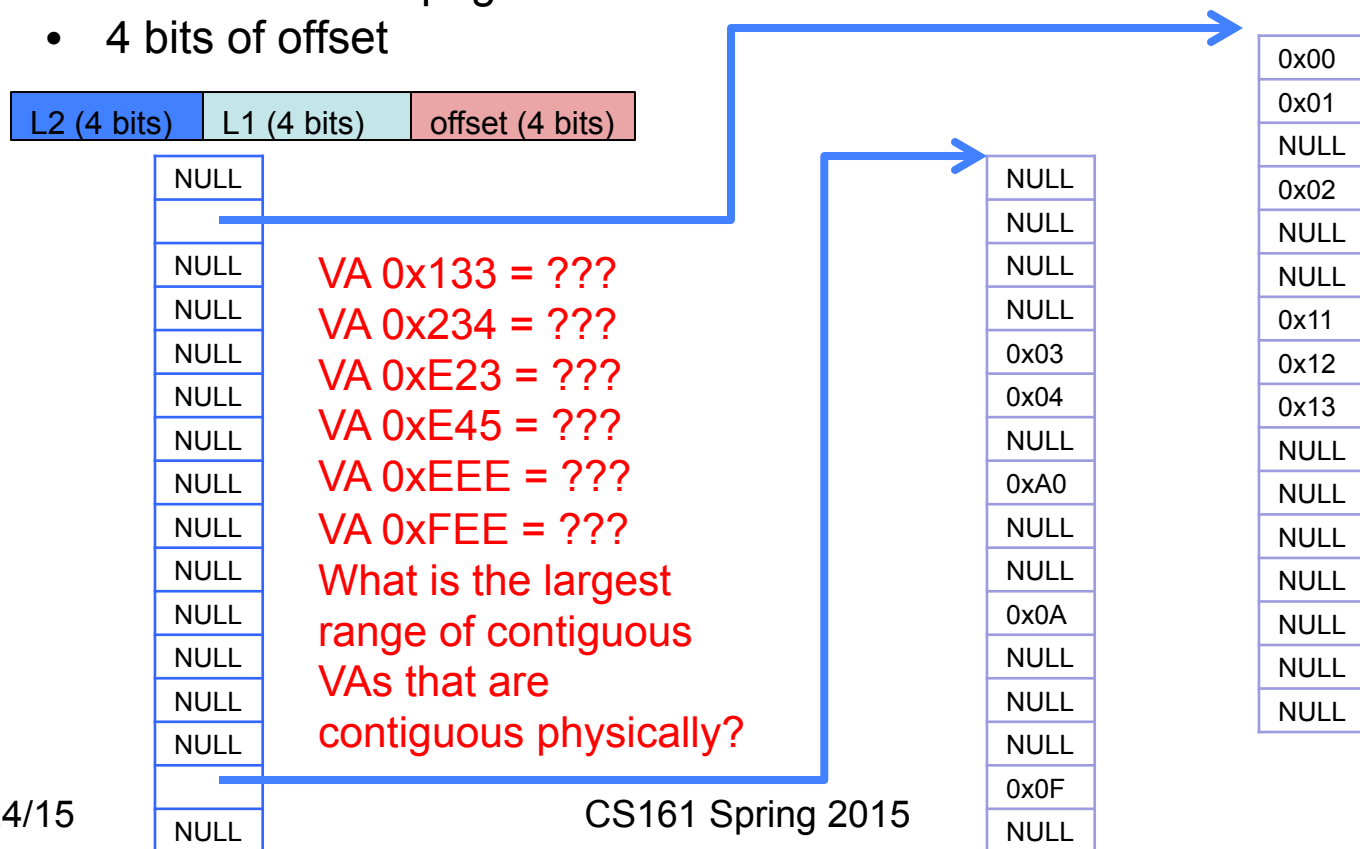 • 4 bits of offset
L2 (4 bits) L1 (4 bits) offset (4 bits)
NULL
NULL
NULL
NULL
NULL
NULL
NULL
NULL
NULL
NULL
NULL
NULL
NULL
NULL
VA 0x133 = ???
VA 0x234 = ???
VA 0xE23 = ???
VA 0xE45 = ???
VA 0xEEE = ???
VA 0xFEE = ???
What is the largest
range of contiguous
VAs that are
contiguous physically?
NULL
NULL
NULL
NULL
0x03
0x04
NULL
0xA0
NULL
NULL
0x0A
NULL
NULL
NULL
0x0F
NULL
0x00
0x01
NULL
0x02
NULL
NULL
0x11
0x12
0x13
NULL
NULL
NULL
NULL
NULL
NULL
NULL
4/15
CS161 Spring 2015